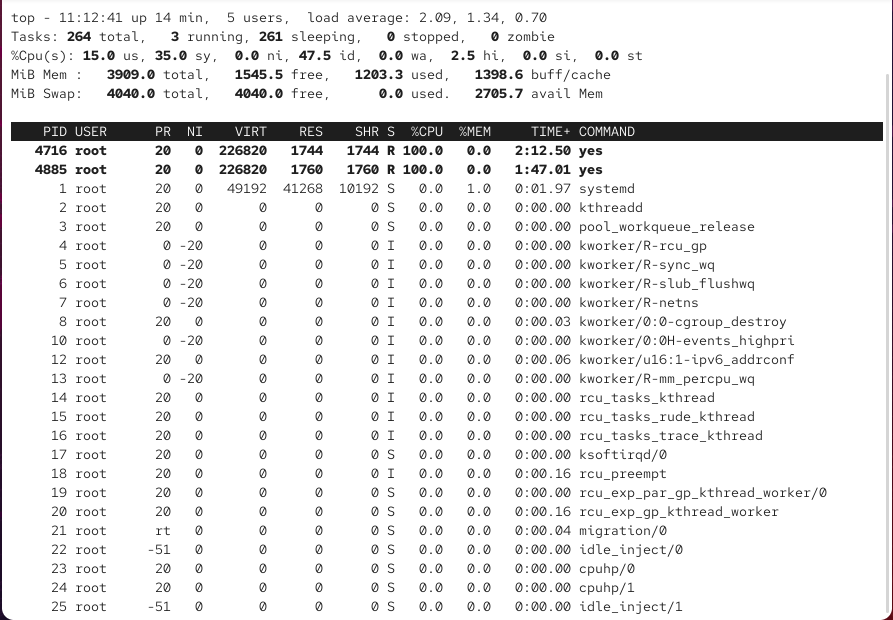 top - 11:12:41 up 14 min,  5 users,  load average: 2.09, 1.34, 0.70
Tasks: 264 total,   3 running, 261 sleeping,   0 stopped,   0 zombie
%Cpu(s): 15.0 us, 35.0 sy,  0.0 ni, 47.5 id,  0.0 wa,  2.5 hi,  0.0 si,  0.0 st
MiB Mem :   3909.0 total,   1545.5 free,   1203.3 used,   1398.6 buff/cache
MiB Swap:   4040.0 total,   4040.0 free,      0.0 used.   2705.7 avail Mem
PID USER      PR  NI    VIRT    RES    SHR S  %CPU  %MEM     TIME+ COMMAND
4716 root      20   0  226820   1744   1744 R 100.0   0.0   2:12.50 yes
4885 root      20   0  226820   1760   1760 R 100.0   0.0   1:47.01 yes
1 root      20   0   49192  41268  10192 S   0.0   1.0   0:01.97 systemd
2 root      20   0       0      0      0 S   0.0   0.0   0:00.00 kthreadd
3 root      20   0       0      0      0 S   0.0   0.0   0:00.00 pool_workqueue_release
4 root       0 -20       0      0      0 I   0.0   0.0   0:00.00 kworker/R-rcu_gp
5 root       0 -20       0      0      0 I   0.0   0.0   0:00.00 kworker/R-sync_wq
6 root       0 -20       0      0      0 I   0.0   0.0   0:00.00 kworker/R-slub_flushwq
7 root       0 -20       0      0      0 I   0.0   0.0   0:00.00 kworker/R-netns
8 root      20   0       0      0      0 I   0.0   0.0   0:00.03 kworker/0:0-cgroup_destroy
10 root       0 -20       0      0      0 I   0.0   0.0   0:00.00 kworker/0:0H-events_highpri
12 root      20   0       0      0      0 I   0.0   0.0   0:00.06 kworker/u16:1-ipv6_addrconf
13 root       0 -20       0      0      0 I   0.0   0.0   0:00.00 kworker/R-mm_percpu_wq
14 root      20   0       0      0      0 I   0.0   0.0   0:00.00 rcu_tasks_kthread
15 root      20   0       0      0      0 I   0.0   0.0   0:00.00 rcu_tasks_rude_kthread
16 root      20   0       0      0      0 I   0.0   0.0   0:00.00 rcu_tasks_trace_kthread
17 root      20   0       0      0      0 S   0.0   0.0   0:00.00 ksoftirqd/0
18 root      20   0       0      0      0 I   0.0   0.0   0:00.16 rcu_preempt
19 root      20   0       0      0      0 S   0.0   0.0   0:00.00 rcu_exp_par_gp_kthread_worker/0
20 root      20   0       0      0      0 S   0.0   0.0   0:00.16 rcu_exp_gp_kthread_worker
21 root      rt   0       0      0      0 S   0.0   0.0   0:00.04 migration/0
22 root     -51   0       0      0      0 S   0.0   0.0   0:00.00 idle_inject/0
23 root      20   0       0      0      0 S   0.0   0.0   0:00.00 cpuhp/0
24 root      20   0       0      0      0 S   0.0   0.0   0:00.00 cpuhp/1
25 root     -51   0       0      0      0 S   0.0   0.0   0:00.00 idle_inject/1